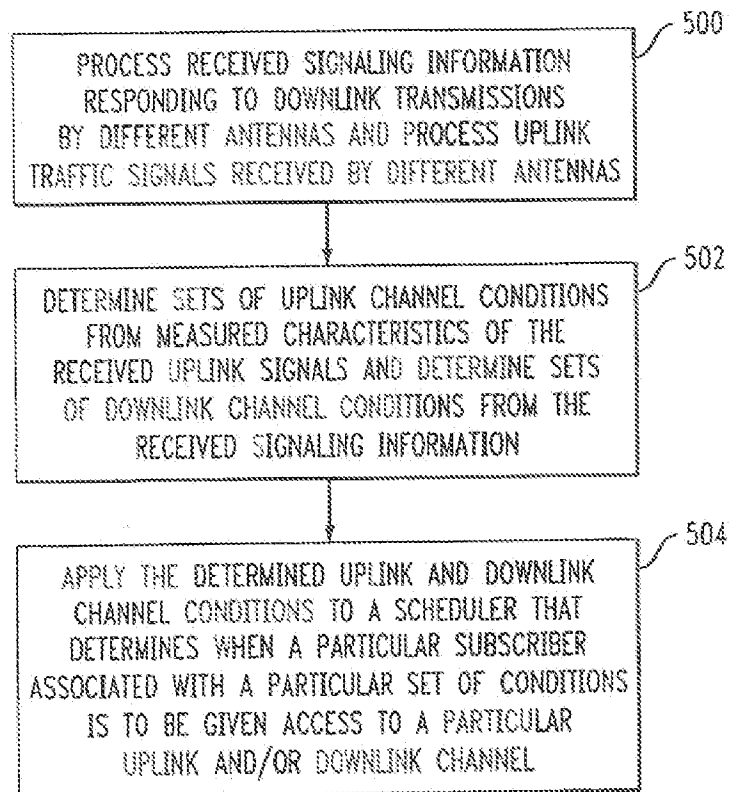 500
PROCESS RECEIVED SIGNALING INFORMATION
RESPONDING TO DOWNLINK TRANSMISSIONS
BY DIFFERENT ANTENNAS AND PROCESS UPLINK
TRAFFIC SIGNALS RECEIVED BY DIFFERENT ANTENNAS
502
DETERMINE SETS OF UPLINK CHANNEL CONDITIONS
FROM MEASURED CHARACTERISTICS OF THE
RECEIVED UPLINK SIGNALS AND DETERMINE SETS
OF DOWNLINK CHANNEL CONDITIONS FROM THE
RECEIVED SIGNALING INFORMATION
504
APPLY THE DETERMINED UPLINK AND DOWNLINK
CHANNEL CONDITIONS TO A SCHEDULER THAT
DETERMINES WHEN A PARTICULAR SUBSCRIBER
ASSOCIATED WITH A PARTICULAR SET OF CONDITIONS
IS TO BE GIVEN ACCESS TO A PARTICULAR
UPLINK AND/OR DOWNLINK CHANNEL